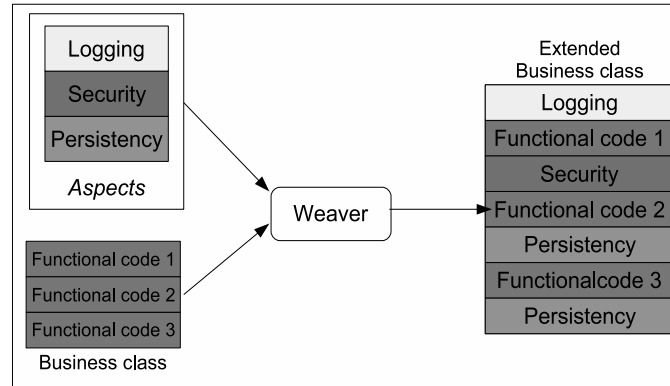 Logging
Security
Persistency
Aspects
Functional code 1
Functional code 2
Functional code 3
Business class
Weaver
Extended
Business class
Logging
Functional code 1
Security
Functional code 2
Persistency
Functionalcode 3
Persistency